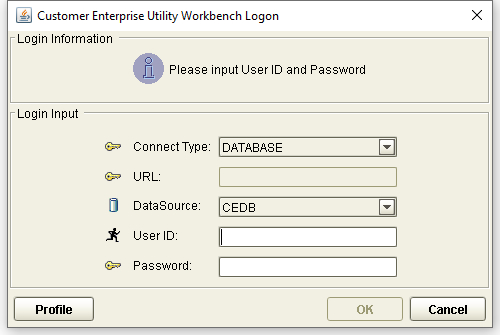 Customer Enterprise Utility Workbench Logon
Login Information
Please input User ID and Password
Login Input
Connect Type: DATABASE
URL:
DataSource: CEDB
User ID:
Password:
Profile OK Cancel